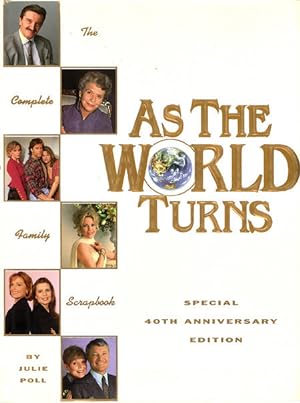 The
Complete
Family
Scrapbook
AS THE
WORLD
TURNS
SPECIAL
40TH ANNIVERSARY
EDITION
BY
JULIE
POLL